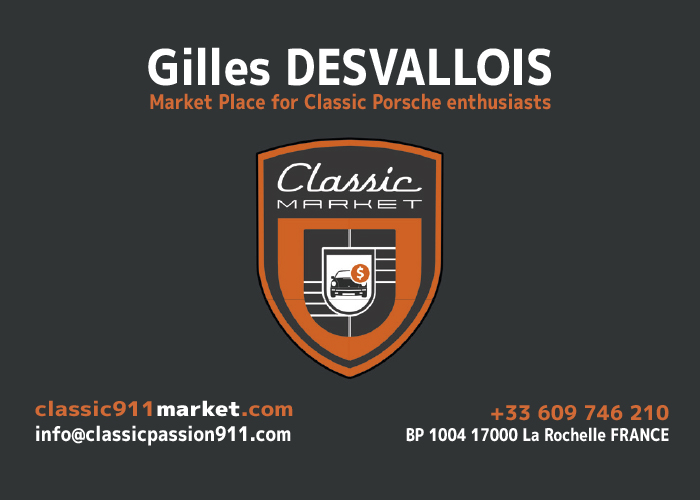 Gilles DESVALLOIS
Market Place for Classic Porsche enthusiasts
Classic
MARKET
$
classic911market.com
info@classicpassion911.com
+33 609 746 210
BP 1004 17000 La Rochelle FRANCE